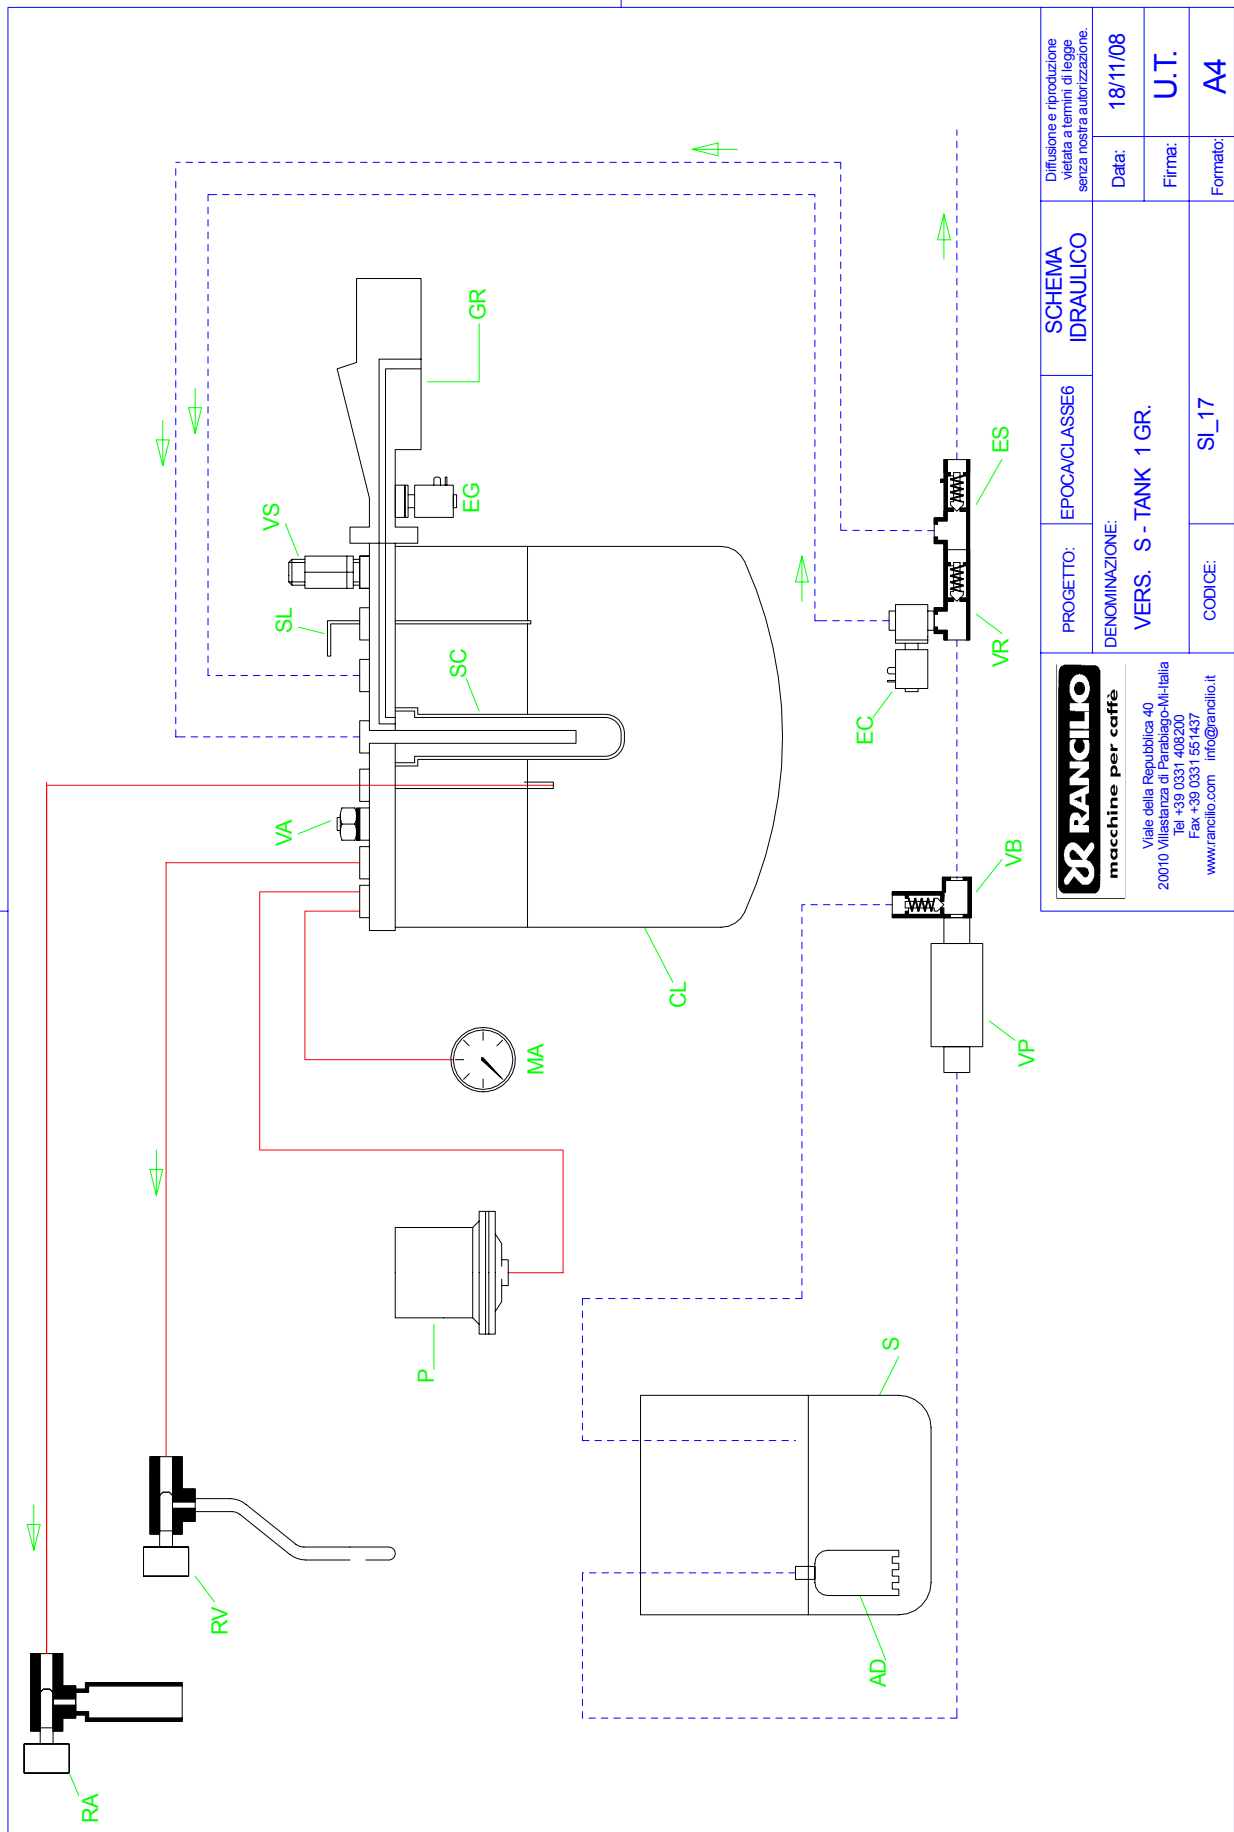 RA
RV
P
MA
VA
SL
VS
SC
EG
GR
CL
S
AD
EC
VR
ES
VB
VP
RANCILIO
macchine per caffè
Viale della Repubblica 40
20010 Villastanza di Parabiago-MI-Italia
Tel +39 0331 408200
Fax +39 0331 551437
www.rancilio.com info@rancilio.it
PROGETTO:
EPOCA/CLASSE6
SCHEMA
IDRAULICO
Diffusione e riproduzione
vietata a termini di legge
senza nostra autorizzazione.
DENOMINAZIONE:
VERS. S - TANK 1 GR.
Data:
18/11/08
Firma:
U.T.
CODICE:
SI_17
Formato:
A4